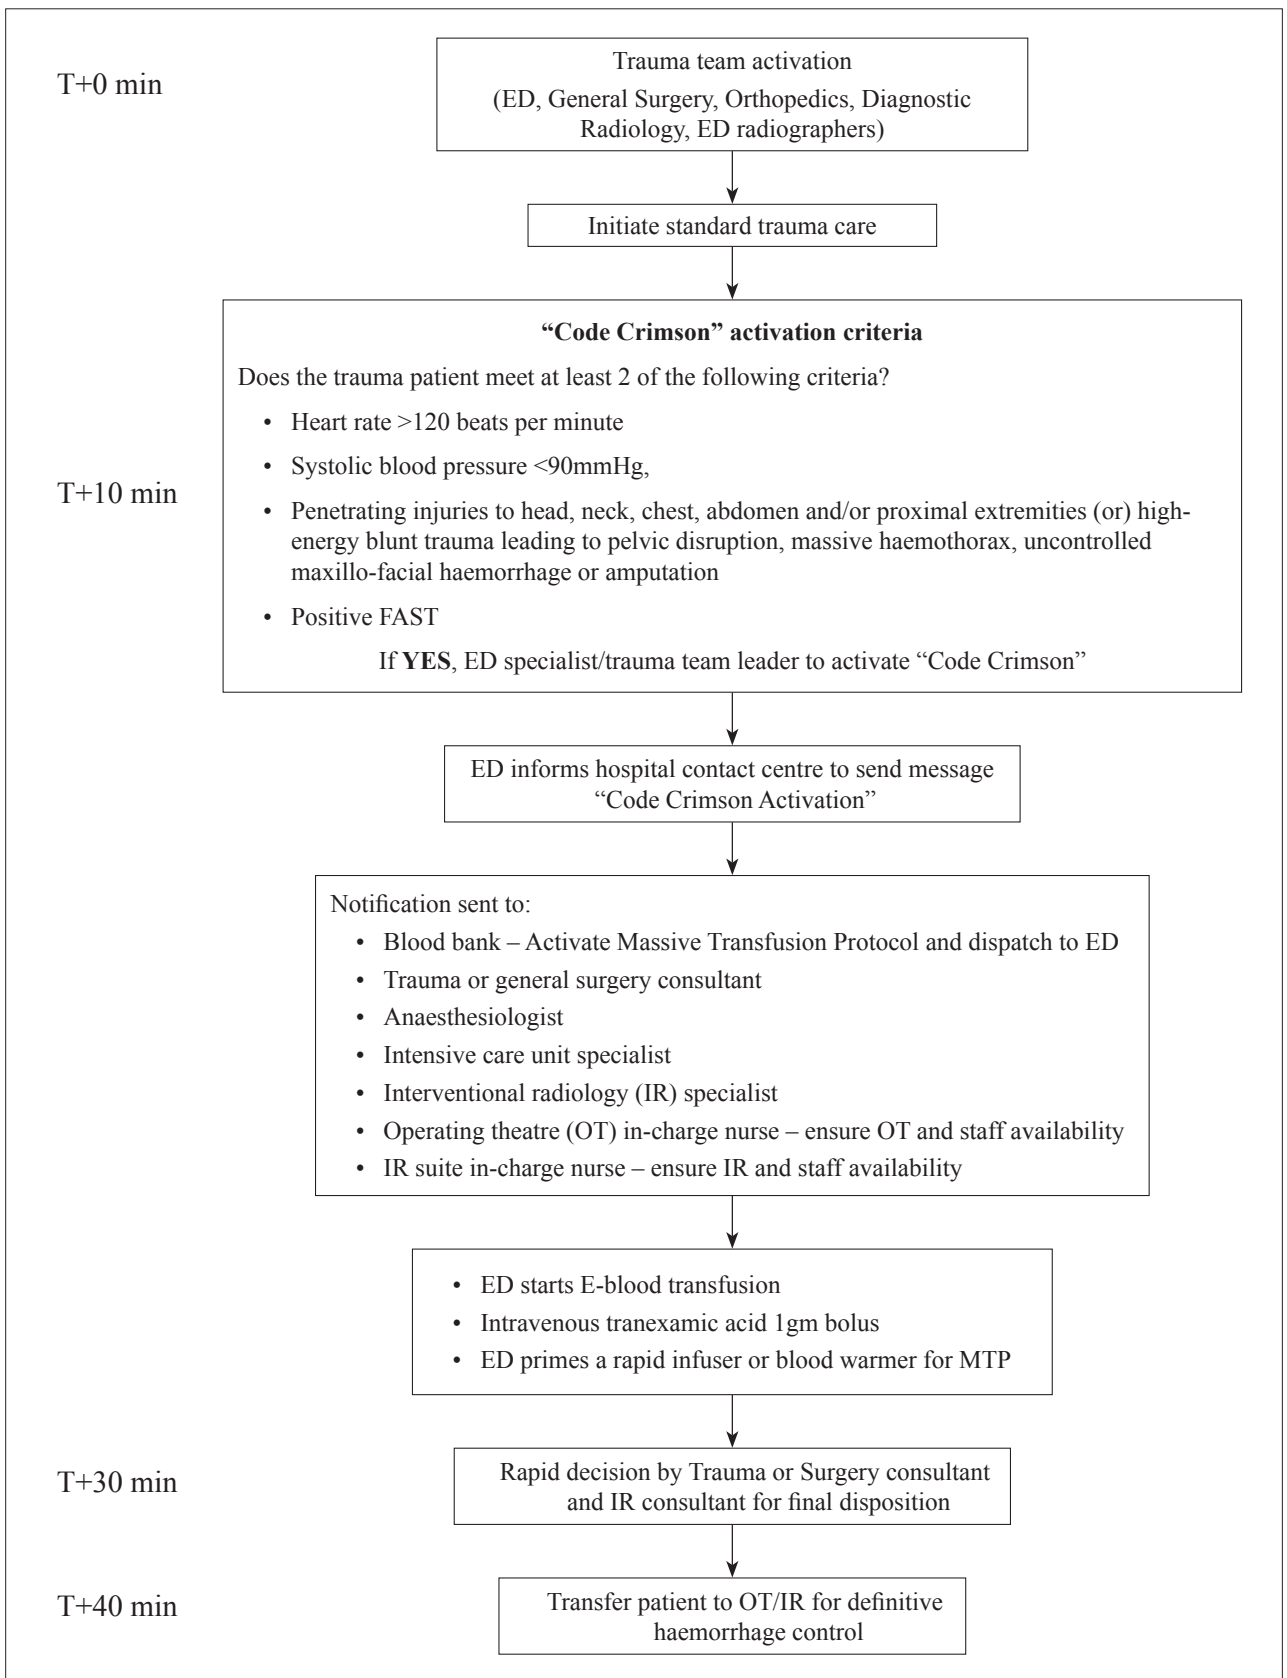 T+0 min
Trauma team activation
(ED, General Surgery, Orthopedics, Diagnostic
Radiology, ED radiographers)
Initiate standard trauma care
“Code Crimson” activation criteria
Does the trauma patient meet at least 2 of the following criteria?
• Heart rate >120 beats per minute
• Systolic blood pressure <90mmHg,
T+10 min
• Penetrating injuries to head, neck, chest, abdomen and/or proximal extremities (or) high-
energy blunt trauma leading to pelvic disruption, massive haemothorax, uncontrolled
maxillo-facial haemorrhage or amputation
• Positive FAST
If YES, ED specialist/trauma team leader to activate “Code Crimson”
ED informs hospital contact centre to send message
“Code Crimson Activation”
Notification sent to:
• Blood bank – Activate Massive Transfusion Protocol and dispatch to ED
• Trauma or general surgery consultant
• Anaesthesiologist
• Intensive care unit specialist
• Interventional radiology (IR) specialist
• Operating theatre (OT) in-charge nurse – ensure OT and staff availability
• IR suite in-charge nurse – ensure IR and staff availability
• ED starts E-blood transfusion
• Intravenous tranexamic acid 1gm bolus
• ED primes a rapid infuser or blood warmer for MTP
T+30 min
Rapid decision by Trauma or Surgery consultant
and IR consultant for final disposition
T+40 min
Transfer patient to OT/IR for definitive
haemorrhage control